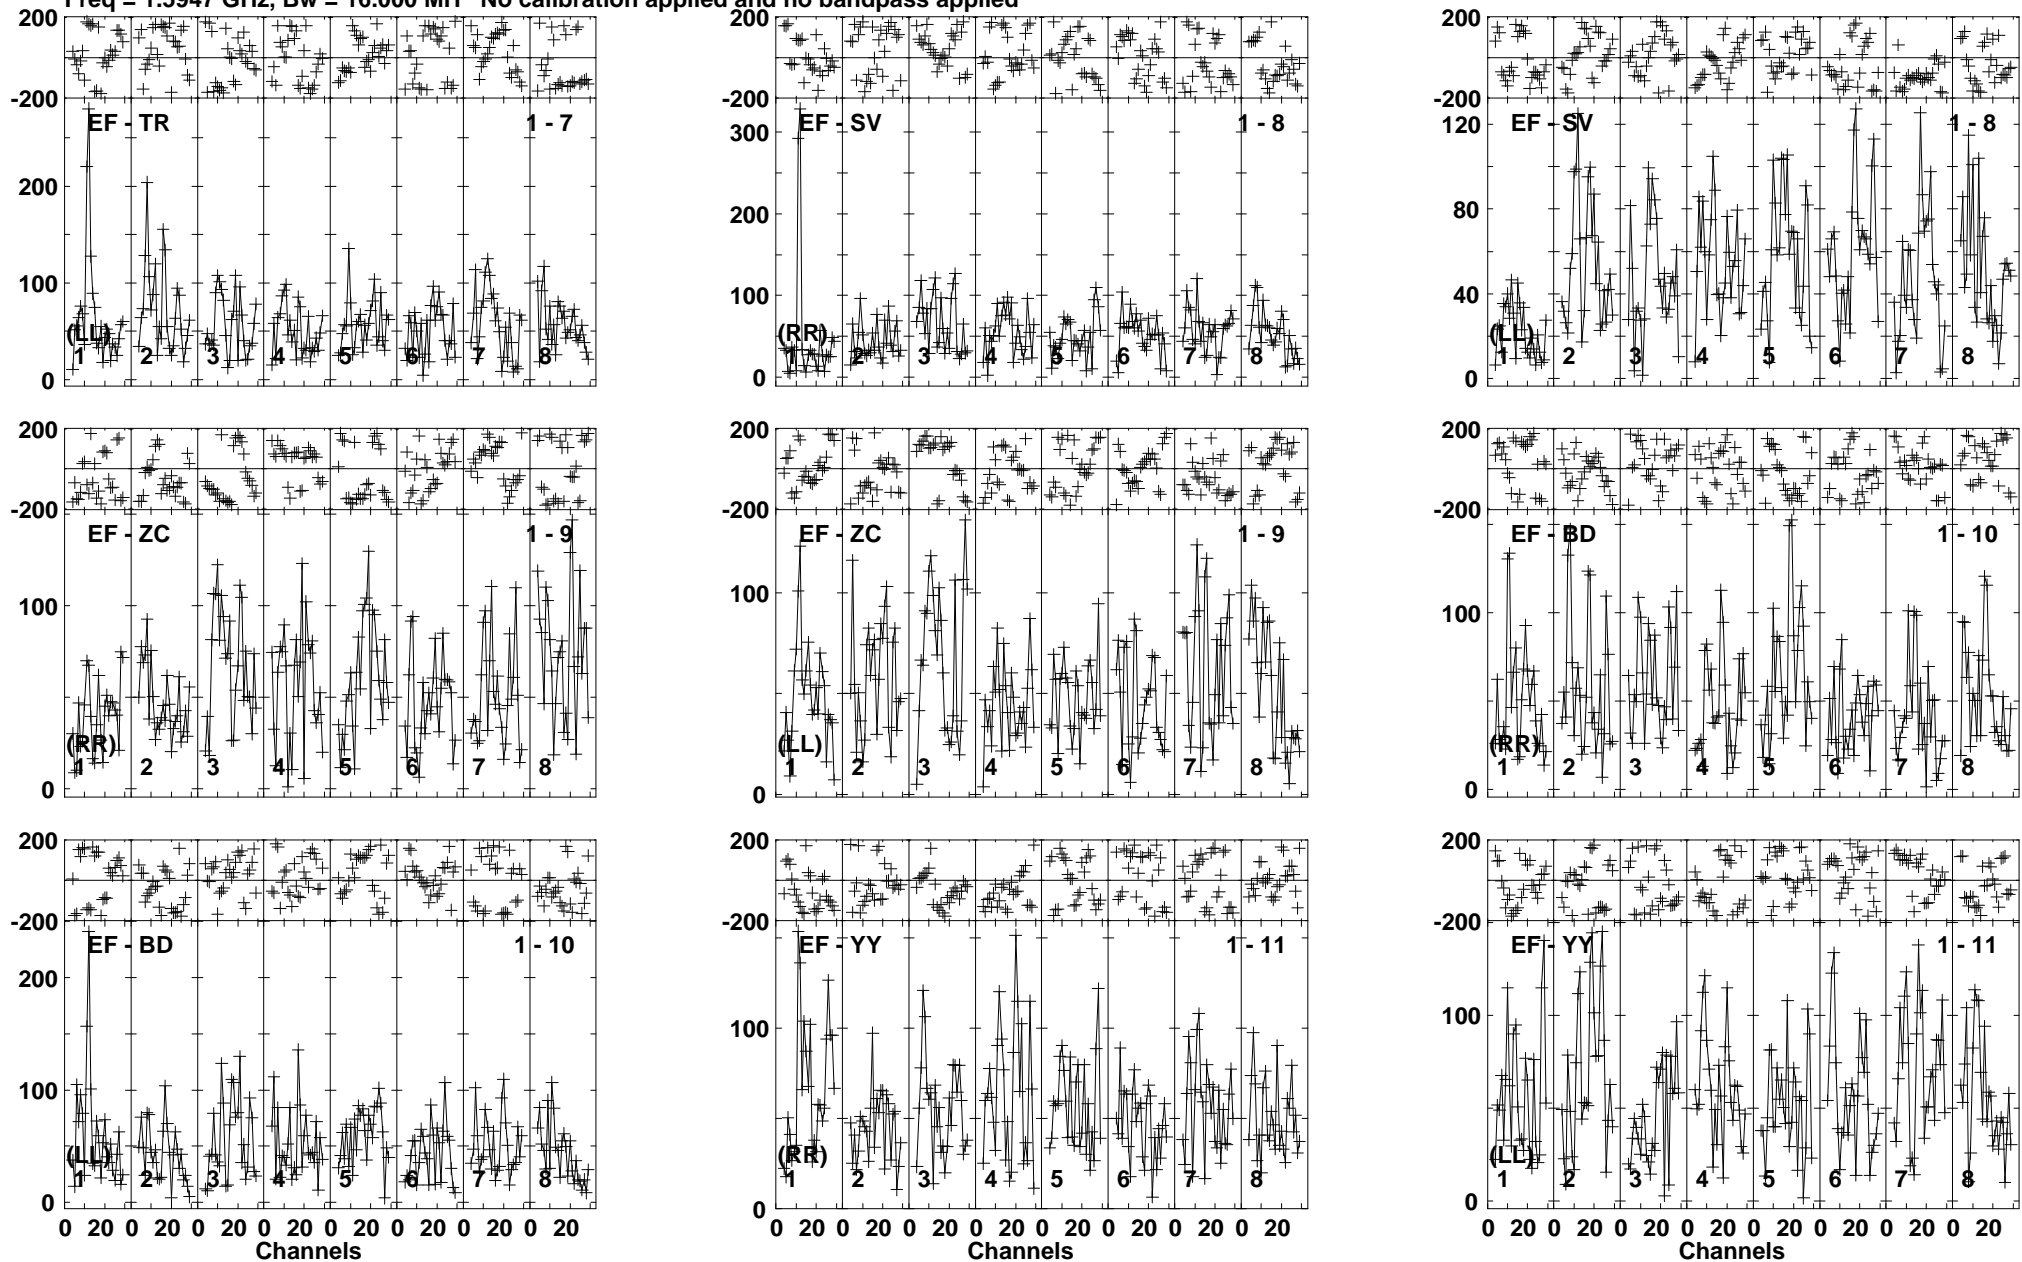 Freq = 1.5947 GHz, Bw = 16.000 MH No calibration applied and no bandpass applied
200 200 200
-200 -200 -200
EF - TR 1 - 7 EF - SV 1 - 8 EF - SV 1 - 8
200 100 0
300 200 100 0
120 80 40 0
(LL) (RR) (LL)
1 2 3 4 5 6 7 8 1 2 3 4 5 6 7 8 1 2 3 4 5 6 7 8
200 200 200
-200 -200 -200
EF - ZC 1 - 9 EF - ZC 1 - 9 EF - BD 1 - 10
100 0
100 0
100 0
(RR) (LL) (RR)
1 2 3 4 5 6 7 8 1 2 3 4 5 6 7 8 1 2 3 4 5 6 7 8
200 200 200
-200 -200 -200
EF - BD 1 - 10 EF - YY 1 - 11 EF - YY 1 - 11
200 100 0
100 0
100 0
(LL) (RR) (LL)
1 2 3 4 5 6 7 8 1 2 3 4 5 6 7 8 1 2 3 4 5 6 7 8
0 20 0 20 0 20 0 20 0 20 0 20 0 20 0 20 0 20 0 20 0 20 0 20 0 20 0 20 0 20 0 20 0 20 0 20 0 20 0 20 0 20 0 20 0 20 0 20
Channels Channels Channels